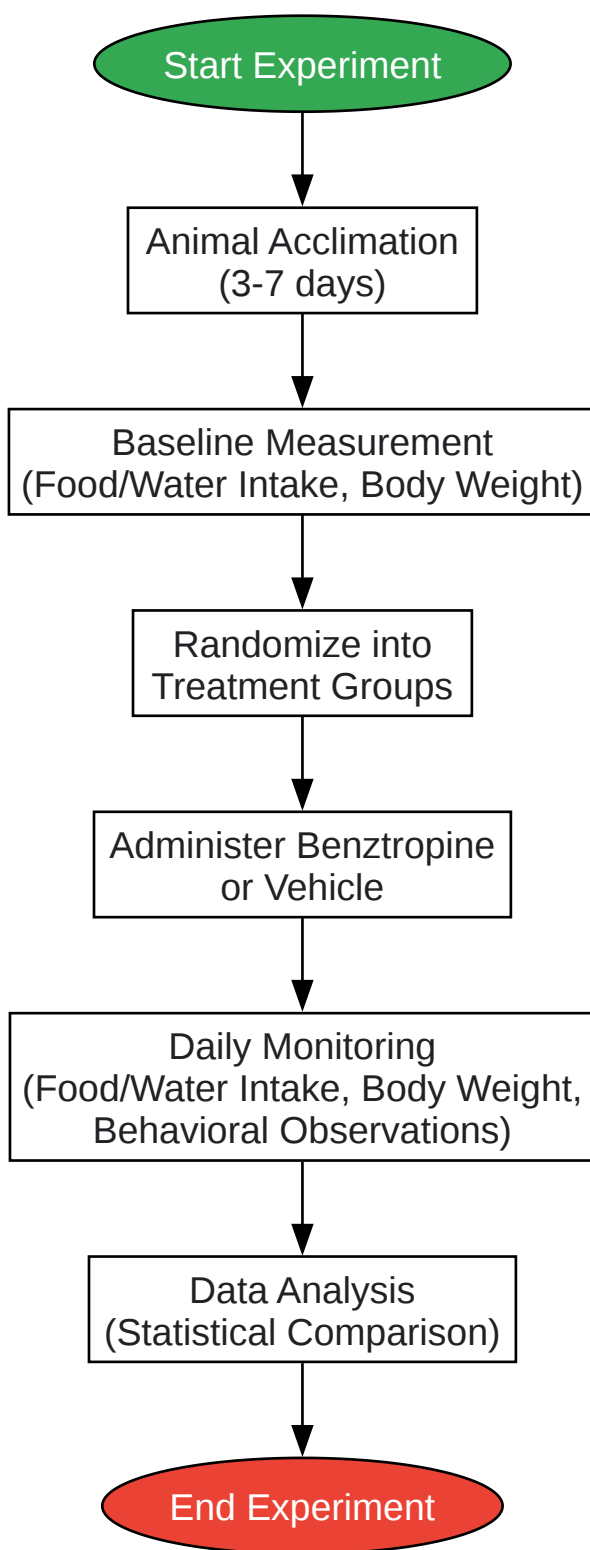 Start Experiment
Animal Acclimation
(3-7 days)
Baseline Measurement
(Food/Water Intake, Body Weight)
Randomize into
Treatment Groups
Administer Benztropine
or Vehicle
Daily Monitoring
(Food/Water Intake, Body Weight,
Behavioral Observations)
Data Analysis
(Statistical Comparison)
End Experiment